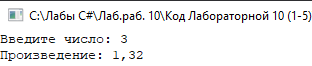 C:\Лабы C#\Лаб.раб. 10\Код Лабораторной 10 (1-5)
Введите число: 3
Произведение: 1,32